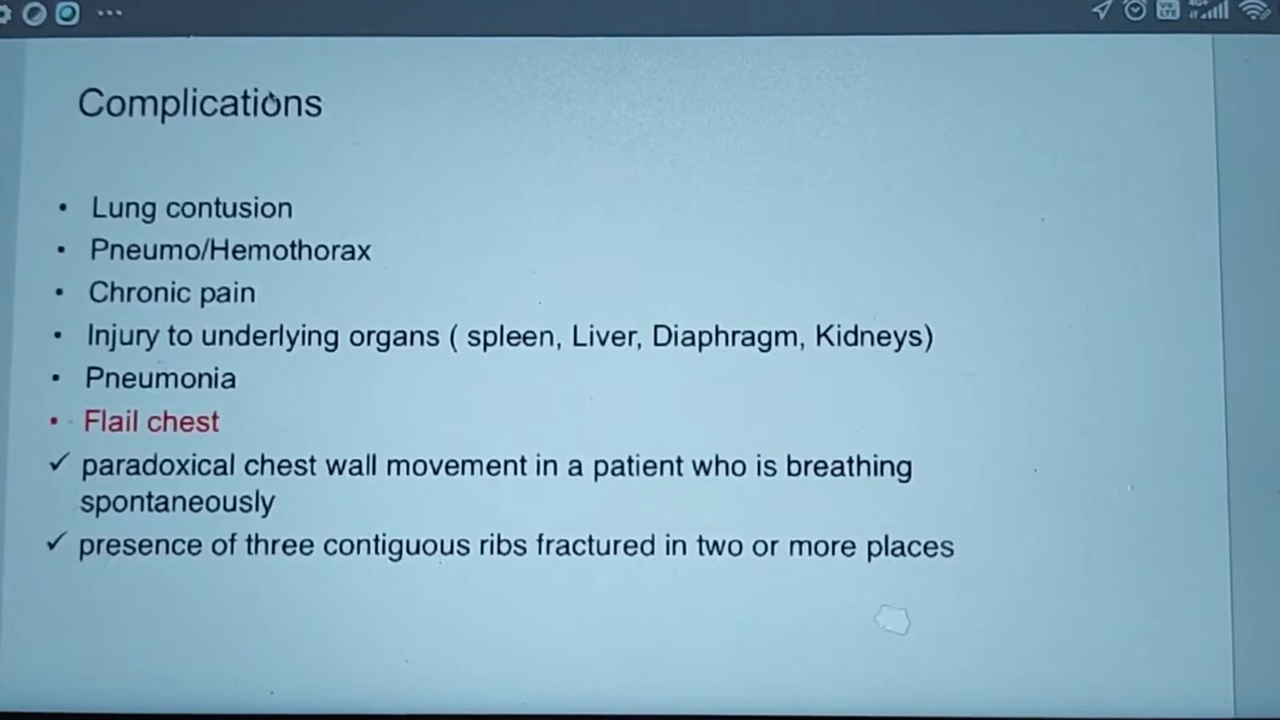 Complications
• Lung contusion
• Pneumo/Hemothorax
• Chronic pain
• Injury to underlying organs ( spleen, Liver, Diaphragm, Kidneys)
• Pneumonia
• Flail chest
✓ paradoxical chest wall movement in a patient who is breathing
spontaneously
✓ presence of three contiguous ribs fractured in two or more places